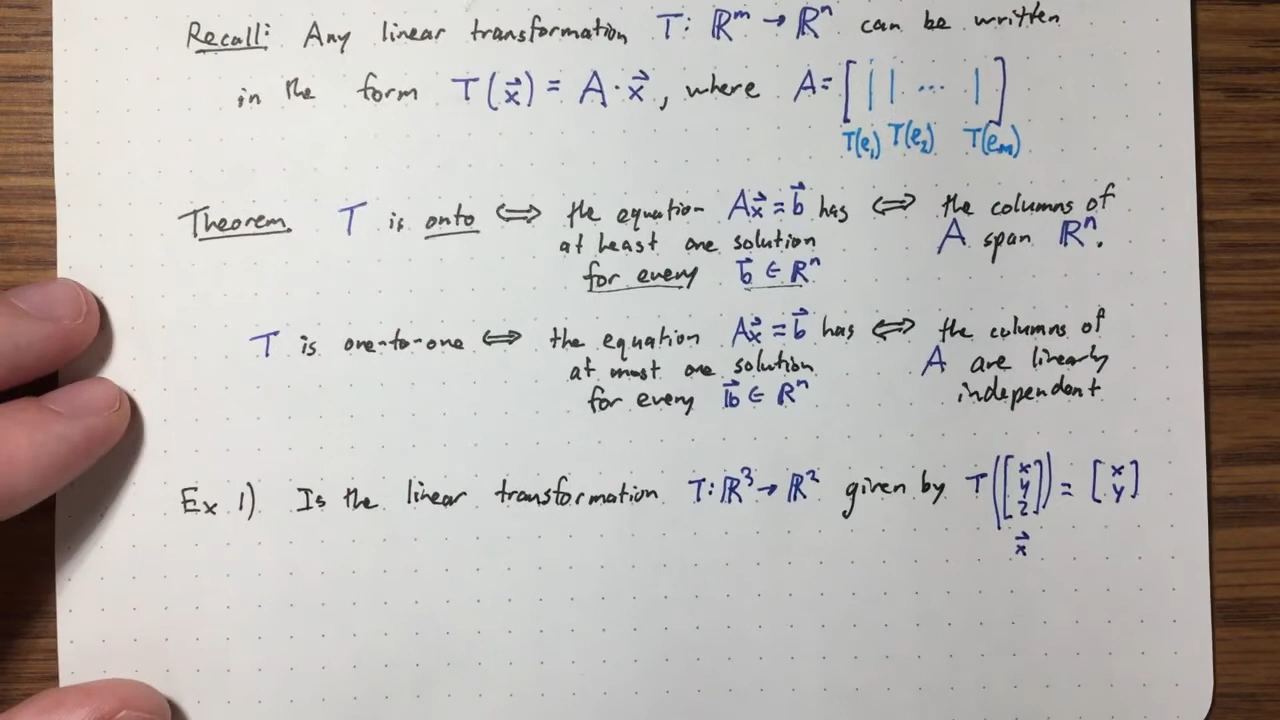 Recall: Any linear transformation T: ℝᵐ → ℝⁿ can be written
in the form T(x⃗) = A·x⃗, where A = [ | | ... | ]
T(e₁) T(e₂) T(eₘ)
Theorem. T is onto ⟺ the equation Ax⃗ = b⃗ has ⟺ the columns of
at least one solution A span ℝⁿ.
for every b⃗ ∈ ℝⁿ
T is one-to-one ⟺ the equation Ax⃗ = b⃗ has ⟺ the columns of
at most one solution A are linearly
for every b⃗ ∈ ℝⁿ independent
Ex 1) Is the linear transformation T: ℝ³ → ℝ² given by T([x y z]) = [x y]
x⃗